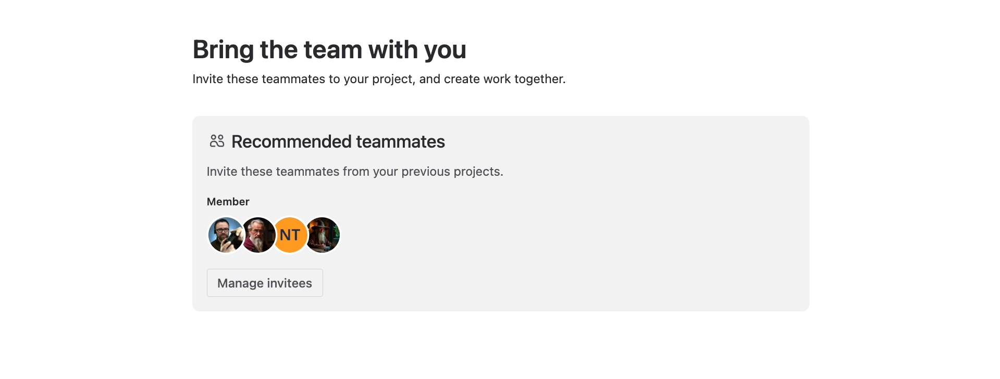 Bring the team with you
Invite these teammates to your project, and create work together.
Recommended teammates
Invite these teammates from your previous projects.
Member
NT
Manage invitees